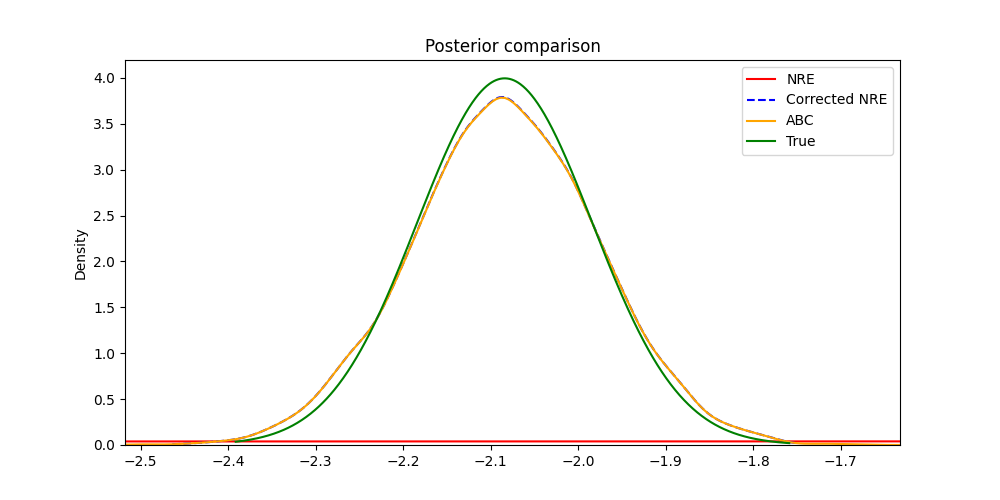 Posterior comparison
NRE
Corrected NRE
ABC
True
Density
4.0
3.5
3.0
2.5
2.0
1.5
1.0
0.5
0.0
−2.5 −2.4 −2.3 −2.2 −2.1 −2.0 −1.9 −1.8 −1.7